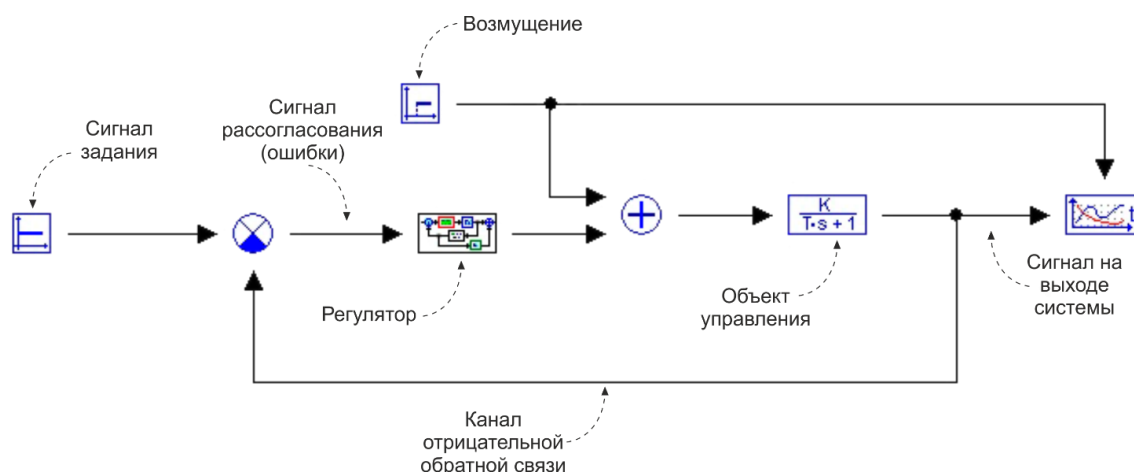 Возмущение
Сигнал
рассогласования
(ошибки)
Сигнал
задания
K
T·s + 1
t
Регулятор
Объект
управления
Сигнал на
выходе
системы
Канал
отрицательной
обратной связи